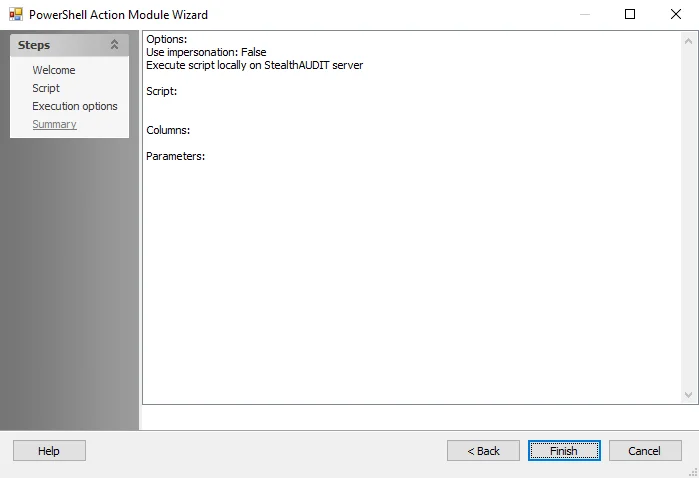 PowerShell Action Module Wizard
Steps
Welcome
Script
Execution options
Summary
Options:
Use impersonation: False
Execute script locally on StealthAUDIT server
Script:
Columns:
Parameters:
Help
< Back
Finish
Cancel